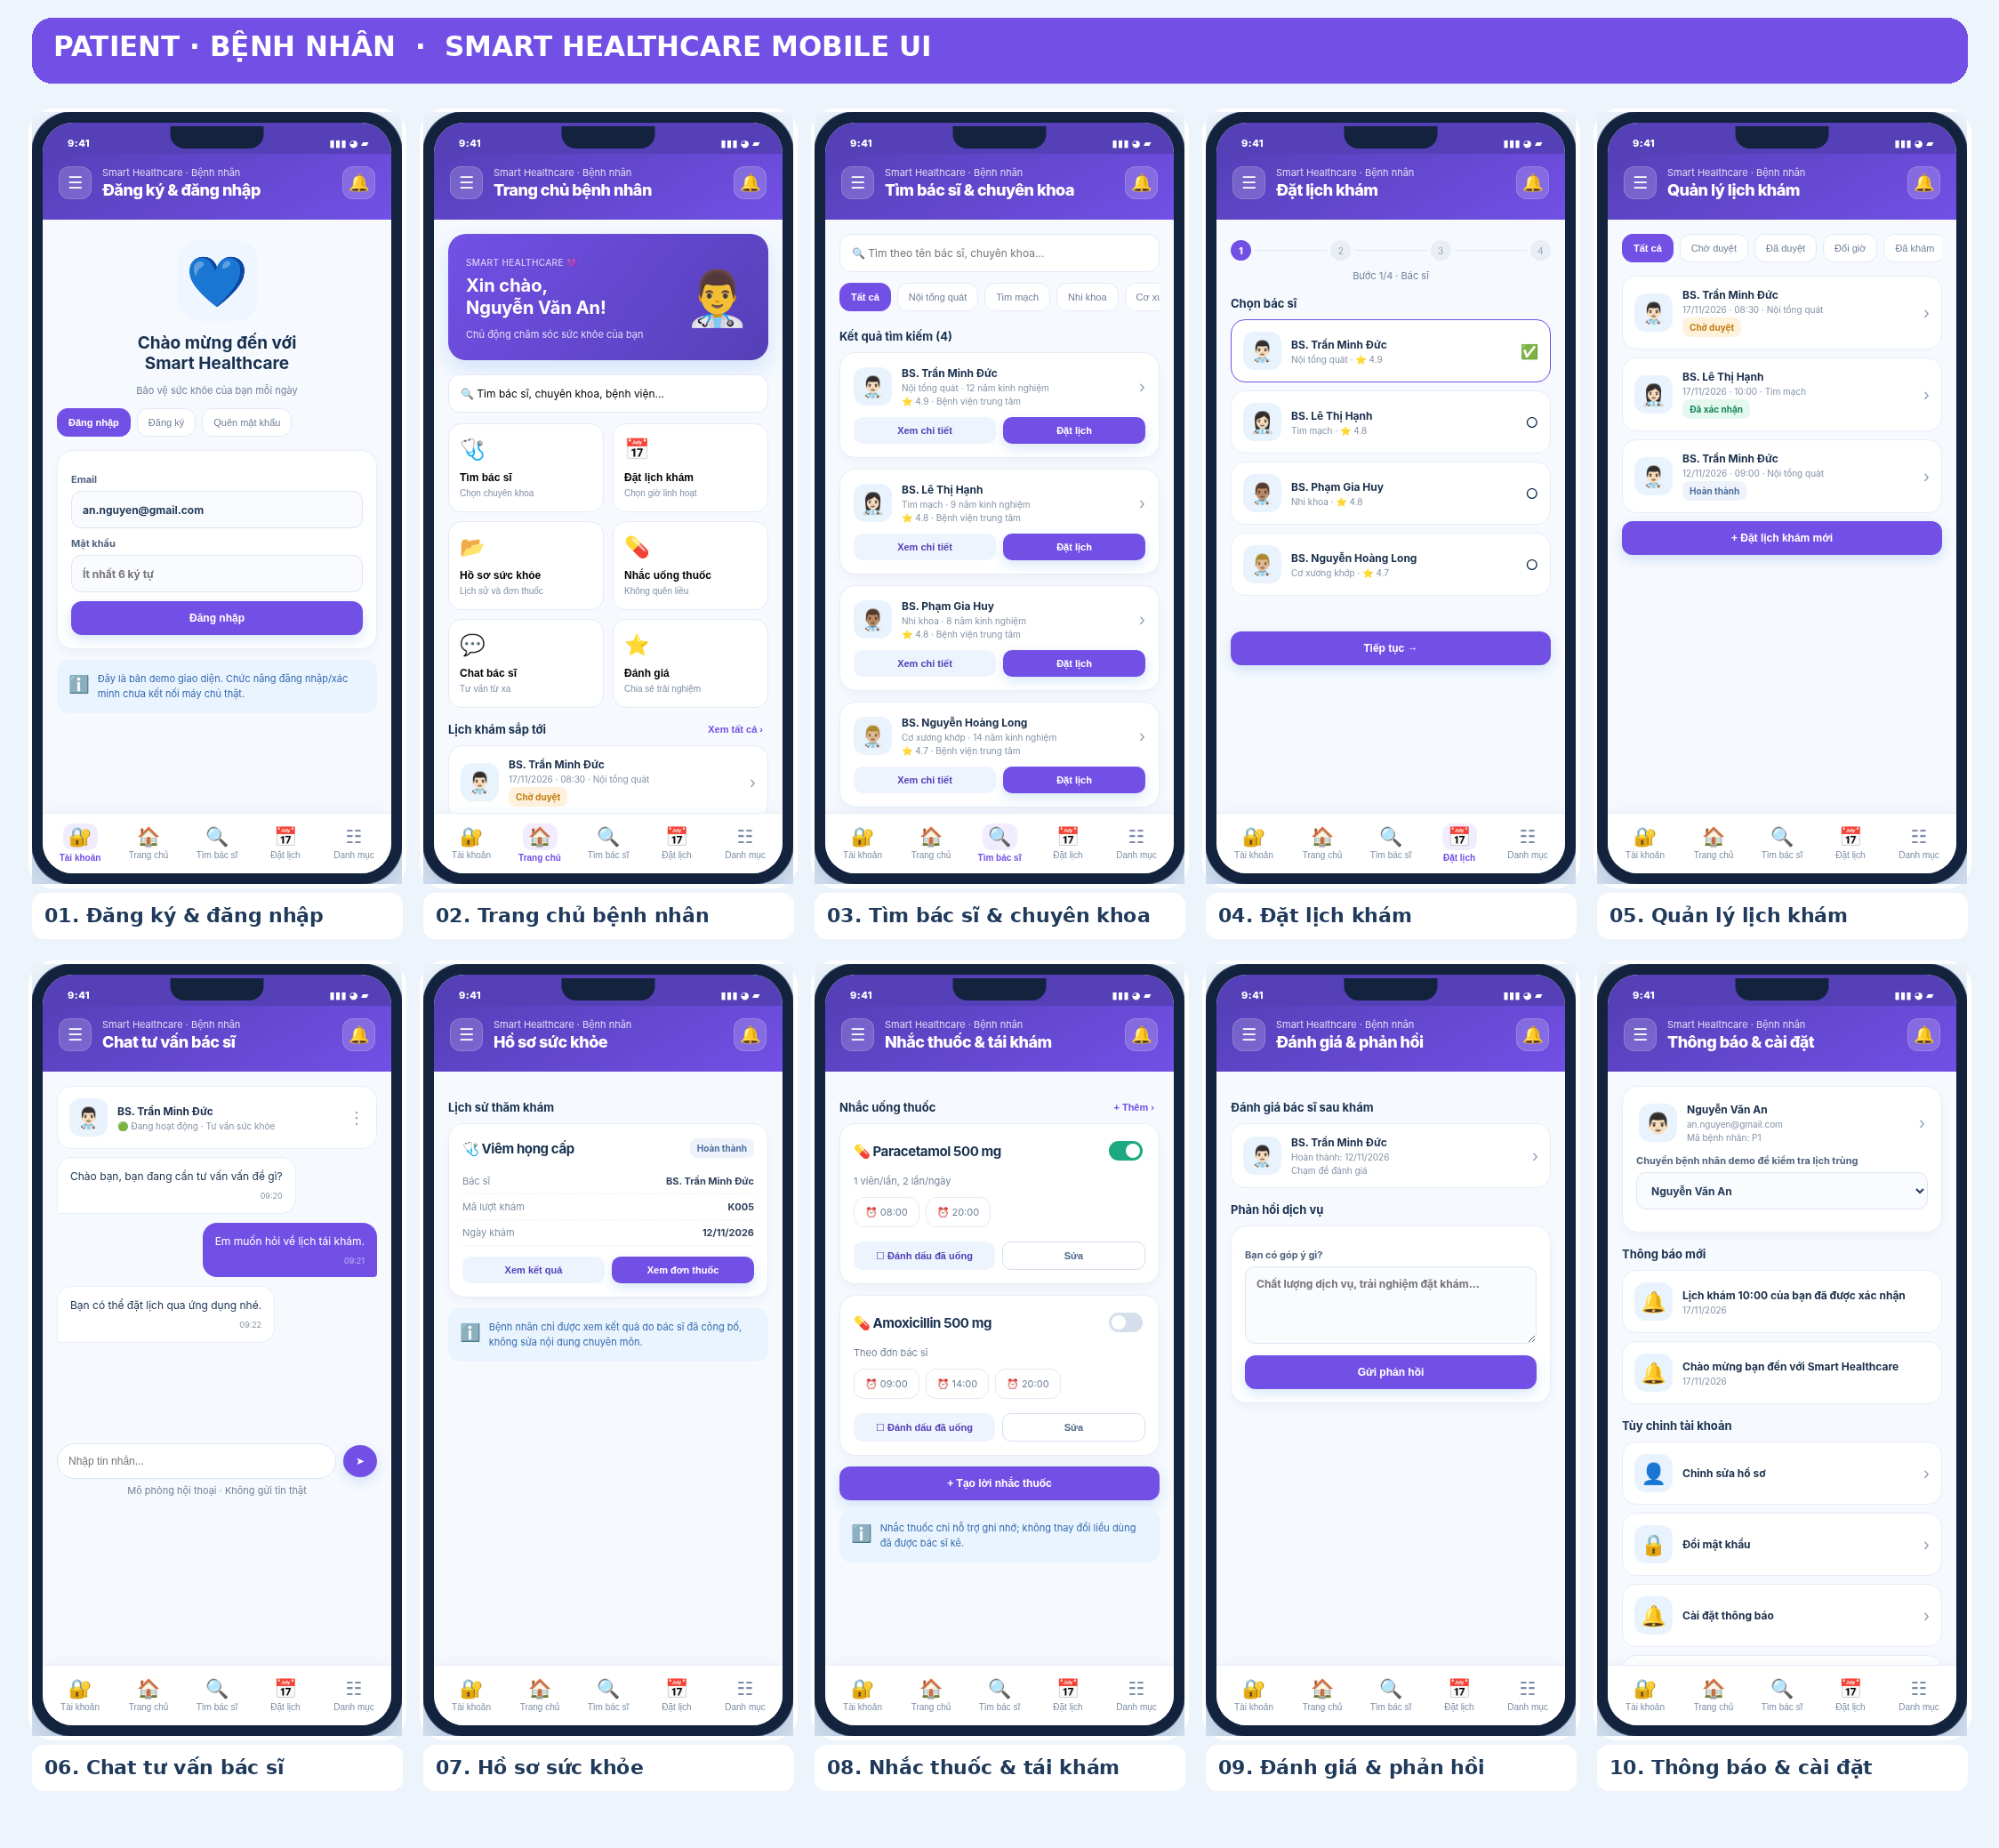 PATIENT · BỆNH NHÂN · SMART HEALTHCARE MOBILE UI
9:41
Smart Healthcare · Bệnh nhân
Đăng ký & đăng nhập
Chào mừng đến với
Smart Healthcare
Bảo vệ sức khỏe của bạn mỗi ngày
Đăng nhập
Đăng ký
Quên mật khẩu
Email
an.nguyen@gmail.com
Mật khẩu
Ít nhất 6 ký tự
Đăng nhập
Đây là bản demo giao diện. Chức năng đăng nhập/xác
minh chưa kết nối máy chủ thật.
Tài khoản
Trang chủ
Tìm bác sĩ
Đặt lịch
Danh mục
01. Đăng ký & đăng nhập
9:41
Smart Healthcare · Bệnh nhân
Trang chủ bệnh nhân
SMART HEALTHCARE
Xin chào,
Nguyễn Văn An!
Chủ động chăm sóc sức khỏe của bạn
Tìm bác sĩ, chuyên khoa, bệnh viện...
Tìm bác sĩ
Chọn chuyên khoa
Đặt lịch khám
Chọn giờ linh hoạt
Hồ sơ sức khỏe
Lịch sử và đơn thuốc
Nhắc uống thuốc
Không quên liều
Chat bác sĩ
Tư vấn từ xa
Đánh giá
Chia sẻ trải nghiệm
Lịch khám sắp tới
Xem tất cả ›
BS. Trần Minh Đức
17/11/2026 · 08:30 · Nội tổng quát
Chờ duyệt
Tài khoản
Trang chủ
Tìm bác sĩ
Đặt lịch
Danh mục
02. Trang chủ bệnh nhân
9:41
Smart Healthcare · Bệnh nhân
Tìm bác sĩ & chuyên khoa
Tìm theo tên bác sĩ, chuyên khoa...
Tất cả
Nội tổng quát
Tim mạch
Nhi khoa
Cơ xư
Kết quả tìm kiếm (4)
BS. Trần Minh Đức
Nội tổng quát · 12 năm kinh nghiệm
4.9 · Bệnh viện trung tâm
Xem chi tiết
Đặt lịch
BS. Lê Thị Hạnh
Tim mạch · 9 năm kinh nghiệm
4.8 · Bệnh viện trung tâm
Xem chi tiết
Đặt lịch
BS. Phạm Gia Huy
Nhi khoa · 8 năm kinh nghiệm
4.8 · Bệnh viện trung tâm
Xem chi tiết
Đặt lịch
BS. Nguyễn Hoàng Long
Cơ xương khớp · 14 năm kinh nghiệm
4.7 · Bệnh viện trung tâm
Xem chi tiết
Đặt lịch
Tài khoản
Trang chủ
Tìm bác sĩ
Đặt lịch
Danh mục
03. Tìm bác sĩ & chuyên khoa
9:41
Smart Healthcare · Bệnh nhân
Đặt lịch khám
1
2
3
4
Bước 1/4 · Bác sĩ
Chọn bác sĩ
BS. Trần Minh Đức
Nội tổng quát · 4.9
BS. Lê Thị Hạnh
Tim mạch · 4.8
BS. Phạm Gia Huy
Nhi khoa · 4.8
BS. Nguyễn Hoàng Long
Cơ xương khớp · 4.7
Tiếp tục →
Tài khoản
Trang chủ
Tìm bác sĩ
Đặt lịch
Danh mục
04. Đặt lịch khám
9:41
Smart Healthcare · Bệnh nhân
Quản lý lịch khám
Tất cả
Chờ duyệt
Đã duyệt
Đổi giờ
Đã khám
BS. Trần Minh Đức
17/11/2026 · 08:30 · Nội tổng quát
Chờ duyệt
BS. Lê Thị Hạnh
17/11/2026 · 10:00 · Tim mạch
Đã xác nhận
BS. Trần Minh Đức
12/11/2026 · 09:00 · Nội tổng quát
Hoàn thành
+ Đặt lịch khám mới
Tài khoản
Trang chủ
Tìm bác sĩ
Đặt lịch
Danh mục
05. Quản lý lịch khám
9:41
Smart Healthcare · Bệnh nhân
Chat tư vấn bác sĩ
BS. Trần Minh Đức
Đang hoạt động · Tư vấn sức khỏe
Chào bạn, bạn đang cần tư vấn vấn đề gì?
09:20
Em muốn hỏi về lịch tái khám.
09:21
Bạn có thể đặt lịch qua ứng dụng nhé.
09:22
Nhập tin nhắn...
Mô phỏng hội thoại · Không gửi tin thật
Tài khoản
Trang chủ
Tìm bác sĩ
Đặt lịch
Danh mục
06. Chat tư vấn bác sĩ
9:41
Smart Healthcare · Bệnh nhân
Hồ sơ sức khỏe
Lịch sử thăm khám
Viêm họng cấp
Hoàn thành
Bác sĩ
BS. Trần Minh Đức
Mã lượt khám
K005
Ngày khám
12/11/2026
Xem kết quả
Xem đơn thuốc
Bệnh nhân chỉ được xem kết quả do bác sĩ đã công bố,
không sửa nội dung chuyên môn.
Tài khoản
Trang chủ
Tìm bác sĩ
Đặt lịch
Danh mục
07. Hồ sơ sức khỏe
9:41
Smart Healthcare · Bệnh nhân
Nhắc thuốc & tái khám
Nhắc uống thuốc
+ Thêm ›
Paracetamol 500 mg
1 viên/lần, 2 lần/ngày
08:00
20:00
Đánh dấu đã uống
Sửa
Amoxicillin 500 mg
Theo đơn bác sĩ
09:00
14:00
20:00
Đánh dấu đã uống
Sửa
+ Tạo lời nhắc thuốc
Nhắc thuốc chỉ hỗ trợ ghi nhớ; không thay đổi liều dùng
đã được bác sĩ kê.
Tài khoản
Trang chủ
Tìm bác sĩ
Đặt lịch
Danh mục
08. Nhắc thuốc & tái khám
9:41
Smart Healthcare · Bệnh nhân
Đánh giá & phản hồi
Đánh giá bác sĩ sau khám
BS. Trần Minh Đức
Hoàn thành: 12/11/2026
Chạm để đánh giá
Phản hồi dịch vụ
Bạn có góp ý gì?
Chất lượng dịch vụ, trải nghiệm đặt khám...
Gửi phản hồi
Tài khoản
Trang chủ
Tìm bác sĩ
Đặt lịch
Danh mục
09. Đánh giá & phản hồi
9:41
Smart Healthcare · Bệnh nhân
Thông báo & cài đặt
Nguyễn Văn An
an.nguyen@gmail.com
Mã bệnh nhân: P1
Chuyển bệnh nhân demo để kiểm tra lịch trùng
Nguyễn Văn An
Thông báo mới
Lịch khám 10:00 của bạn đã được xác nhận
17/11/2026
Chào mừng bạn đến với Smart Healthcare
17/11/2026
Tùy chỉnh tài khoản
Chỉnh sửa hồ sơ
Đổi mật khẩu
Cài đặt thông báo
Tài khoản
Trang chủ
Tìm bác sĩ
Đặt lịch
Danh mục
10. Thông báo & cài đặt